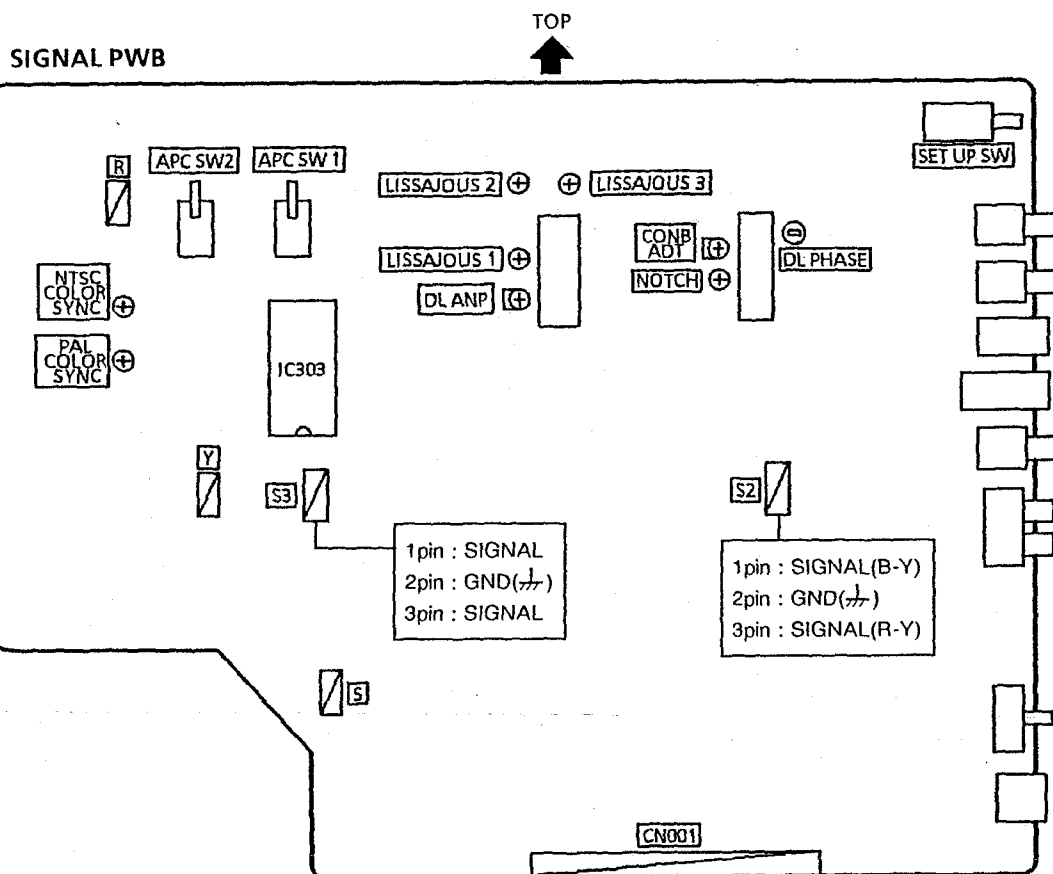 TOP
SIGNAL PWB
SET UP SW
R
APC SW2
APC SW 1
LISSAJOUS 2
LISSAJOUS 3
CONB
ADT
DL PHASE
LISSAJOUS 1
NOTCH
DL ANP
NTSC
COLOR
SYNC
PAL
COLOR
SYNC
IC303
Y
S3
S2
1pin : SIGNAL
2pin : GND( )
3pin : SIGNAL
1pin : SIGNAL(B-Y)
2pin : GND( )
3pin : SIGNAL(R-Y)
S
CN001